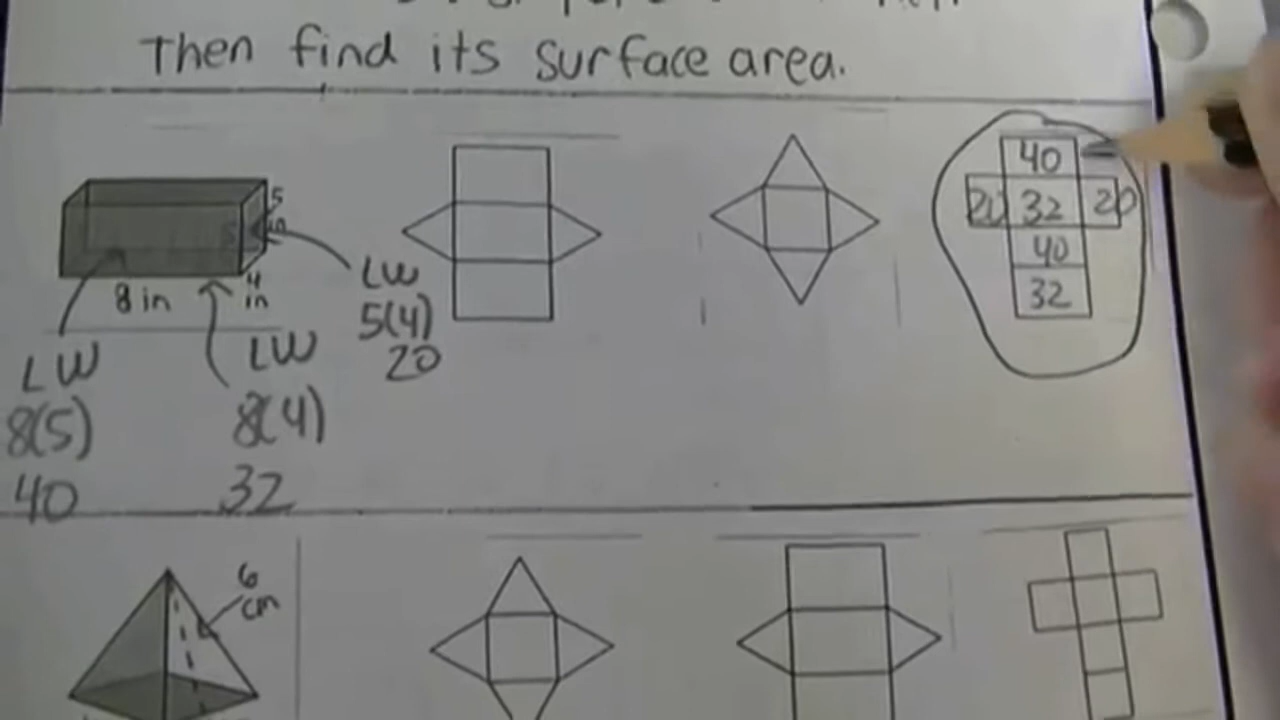 Then find its surface area.
5
in
4
in
8 in
LW
5(4)
20
LW
8(5)
40
LW
8(4)
32
40
20 32 20
40
32
6
cm